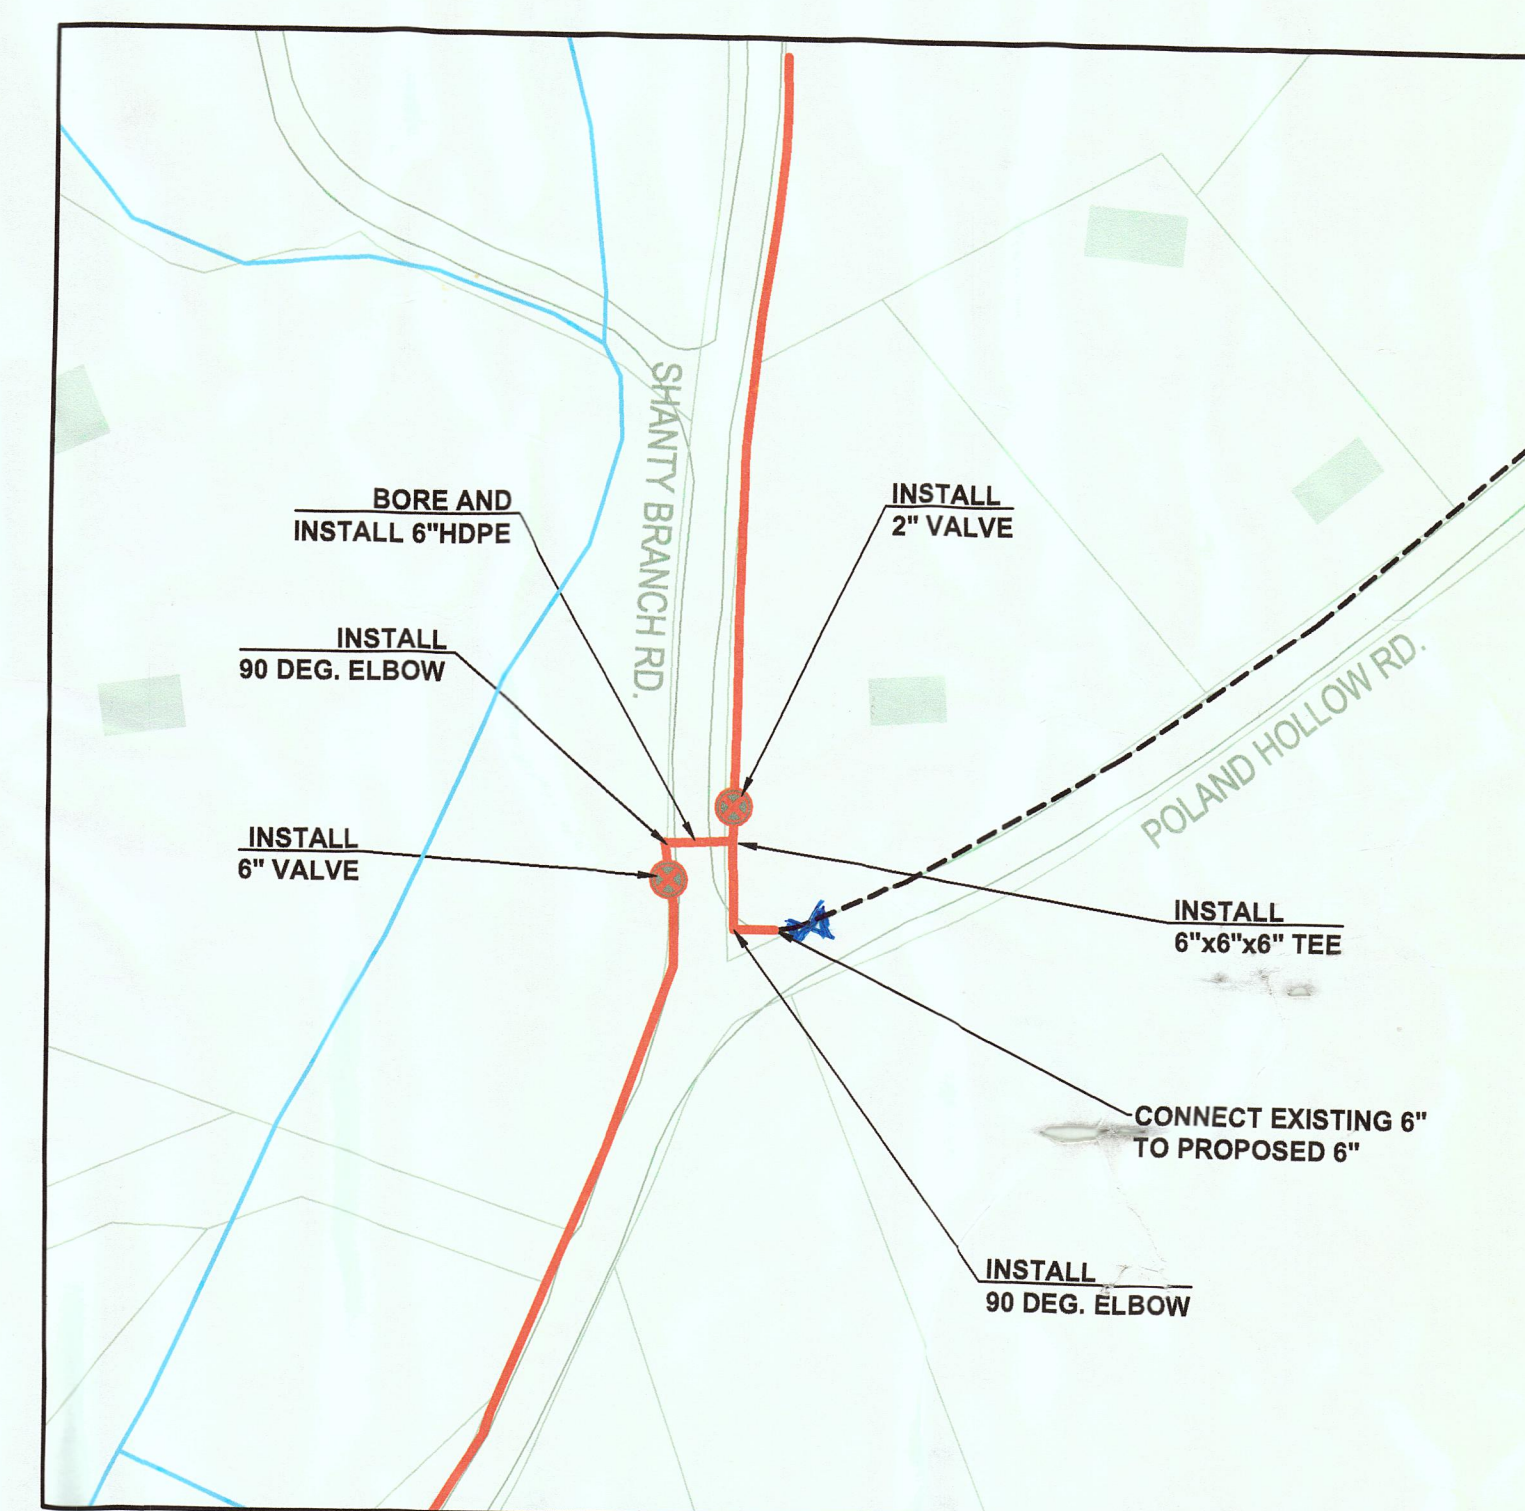 SHANTY BRANCH RD.
BORE AND
INSTALL 6"HDPE
INSTALL
2" VALVE
INSTALL
90 DEG. ELBOW
POLAND HOLLOW RD.
INSTALL
6" VALVE
INSTALL
6"x6"x6" TEE
CONNECT EXISTING 6"
TO PROPOSED 6"
INSTALL
90 DEG. ELBOW